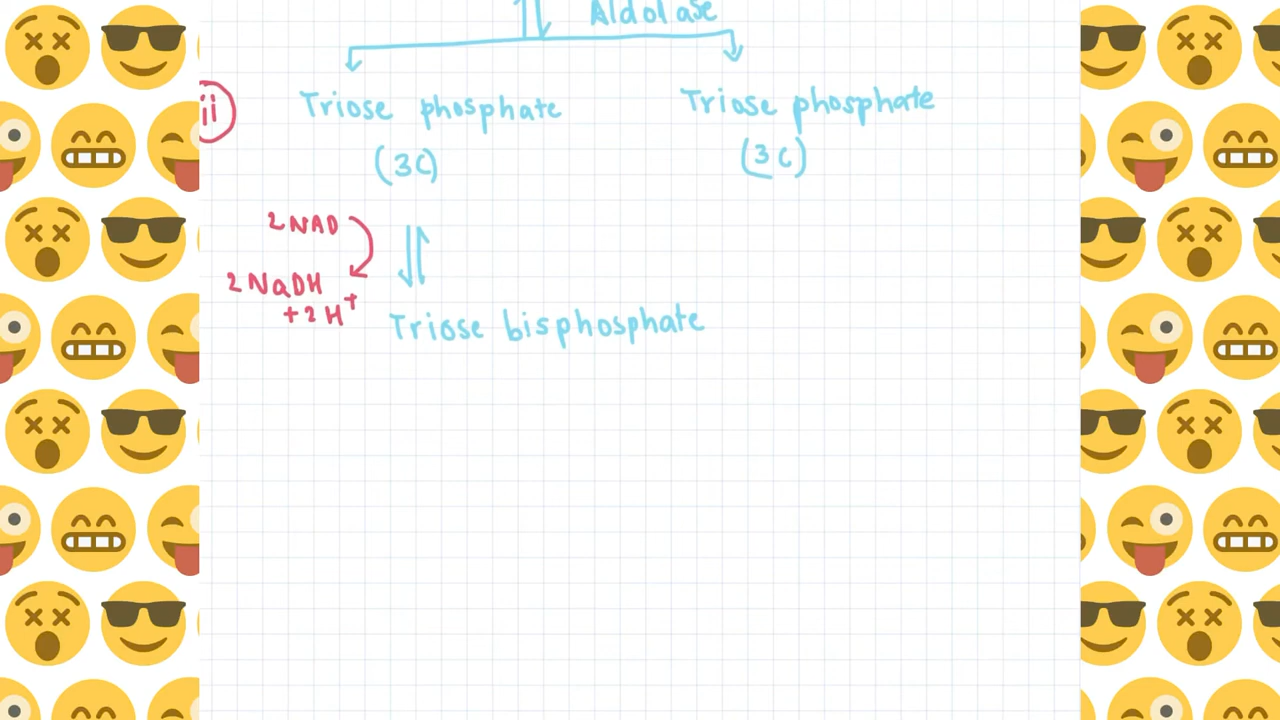 Aldolase
ii Triose phosphate Triose phosphate
(3C) (3C)
2NAD
2NaDH
+2H+
Triose bisphosphate